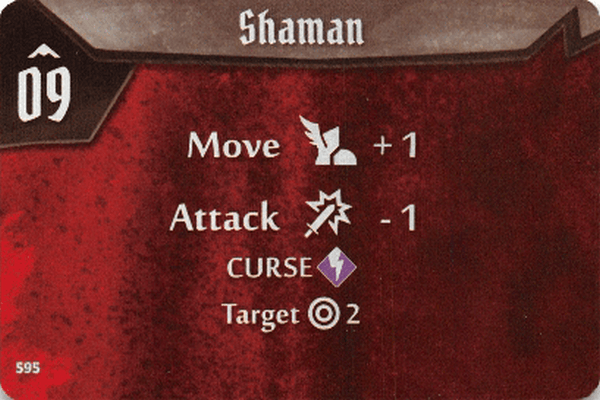 Shaman
09
Move + 1
Attack - 1
CURSE
Target 2
595